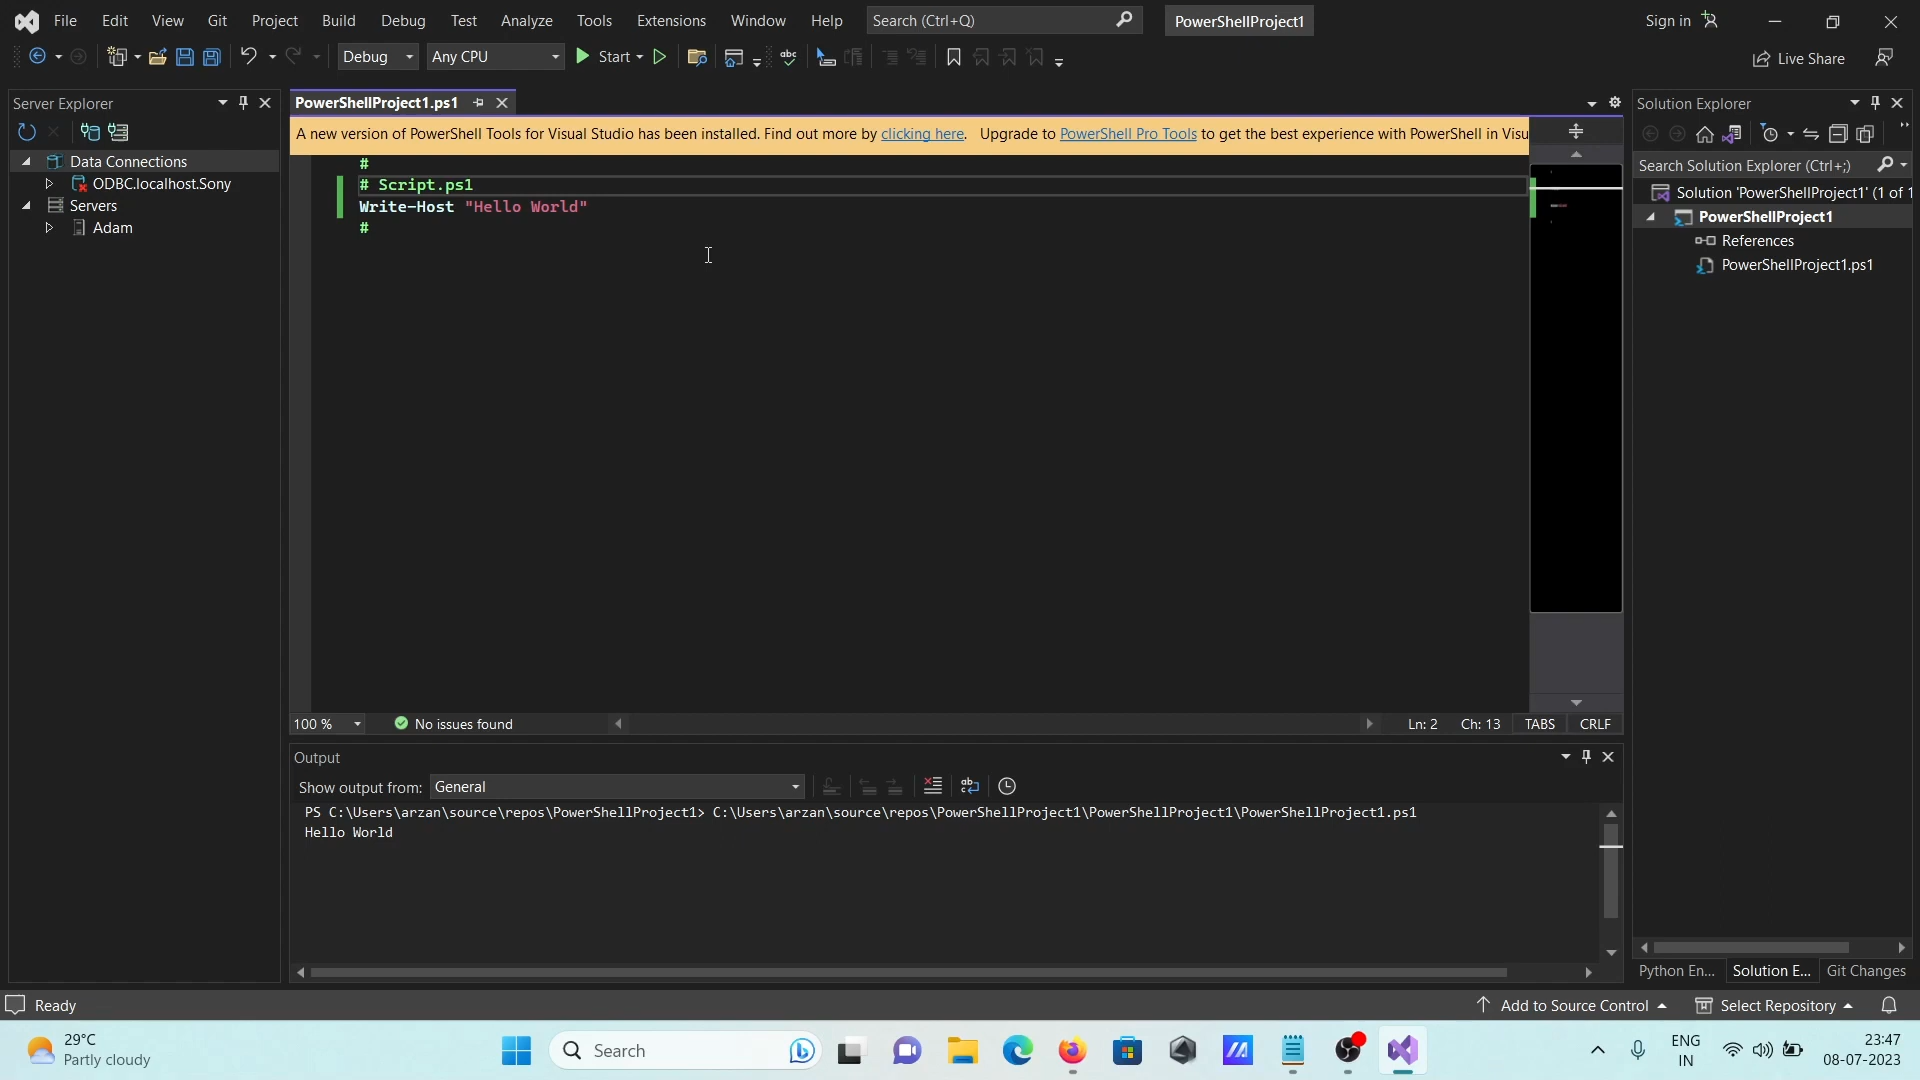 File Edit View Git Project Build Debug Test Analyze Tools Extensions Window Help Search (Ctrl+Q) PowerShellProject1 Sign in
Debug Any CPU Start abc Live Share
Server Explorer
Data Connections
ODBC.localhost.Sony
Servers
Adam
PowerShellProject1.ps1
A new version of PowerShell Tools for Visual Studio has been installed. Find out more by clicking here. Upgrade to PowerShell Pro Tools to get the best experience with PowerShell in Visu
#
# Script.ps1
Write-Host "Hello World"
#
100 % No issues found Ln: 2 Ch: 13 TABS CRLF
Output
Show output from: General
PS C:\Users\arzan\source\repos\PowerShellProject1> C:\Users\arzan\source\repos\PowerShellProject1\PowerShellProject1\PowerShellProject1.ps1
Hello World
Solution Explorer
Search Solution Explorer (Ctrl+;)
Solution 'PowerShellProject1' (1 of 1
PowerShellProject1
References
PowerShellProject1.ps1
Python En... Solution E... Git Changes
Ready Add to Source Control Select Repository
29°C
Partly cloudy
Search
ENG
IN
23:47
08-07-2023